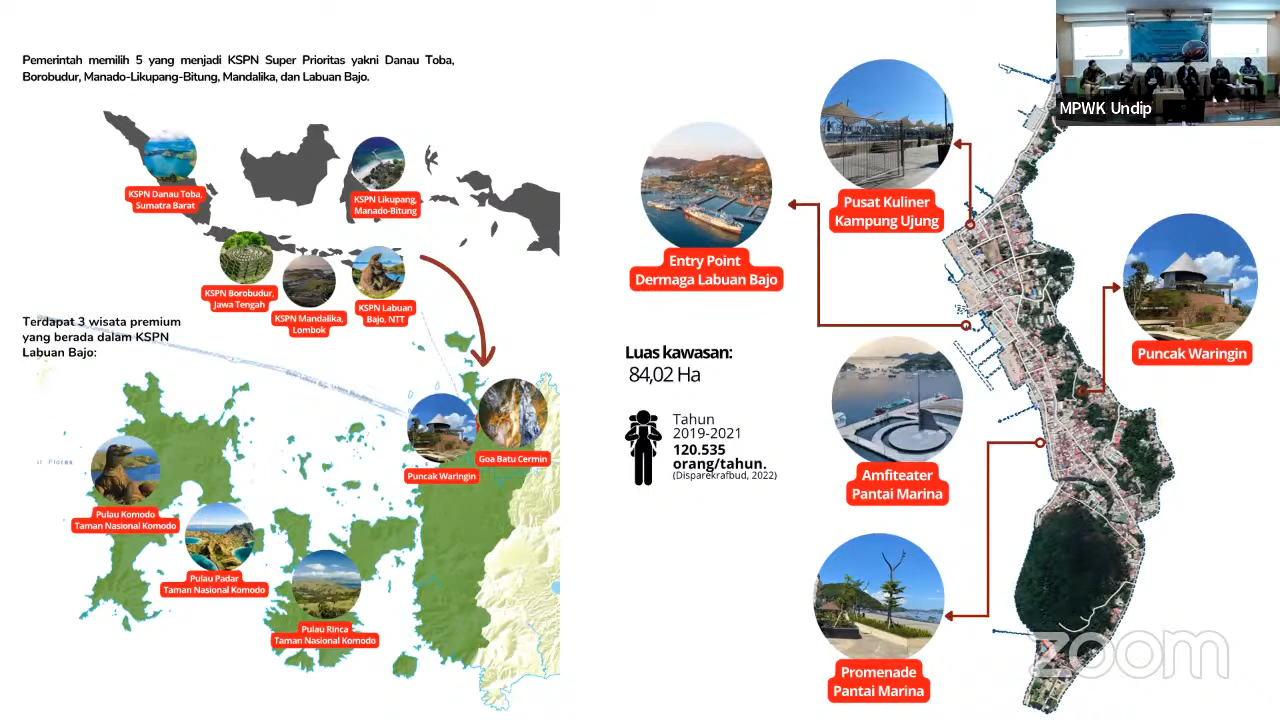 Pemerintah memilih 5 yang menjadi KSPN Super Prioritas yakni Danau Toba,
Borobudur, Manado-Likupang-Bitung, Mandalika, dan Labuan Bajo.
KSPN Danau Toba,
Sumatra Barat
KSPN Likupang,
Manado-Bitung
KSPN Borobudur,
Jawa Tengah
KSPN Mandalika,
Lombok
KSPN Labuan
Bajo, NTT
Terdapat 3 wisata premium
yang berada dalam KSPN
Labuan Bajo:
Puncak Waringin
Goa Batu Cermin
Pulau Komodo
Taman Nasional Komodo
Pulau Padar
Taman Nasional Komodo
Pulau Rinca
Taman Nasional Komodo
Entry Point
Dermaga Labuan Bajo
Pusat Kuliner
Kampung Ujung
Puncak Waringin
Luas kawasan:
84,02 Ha
Tahun
2019-2021
120.535
orang/tahun.
(Disparekrafbud, 2022)
Amfiteater
Pantai Marina
Promenade
Pantai Marina
MPWK Undip
zoom